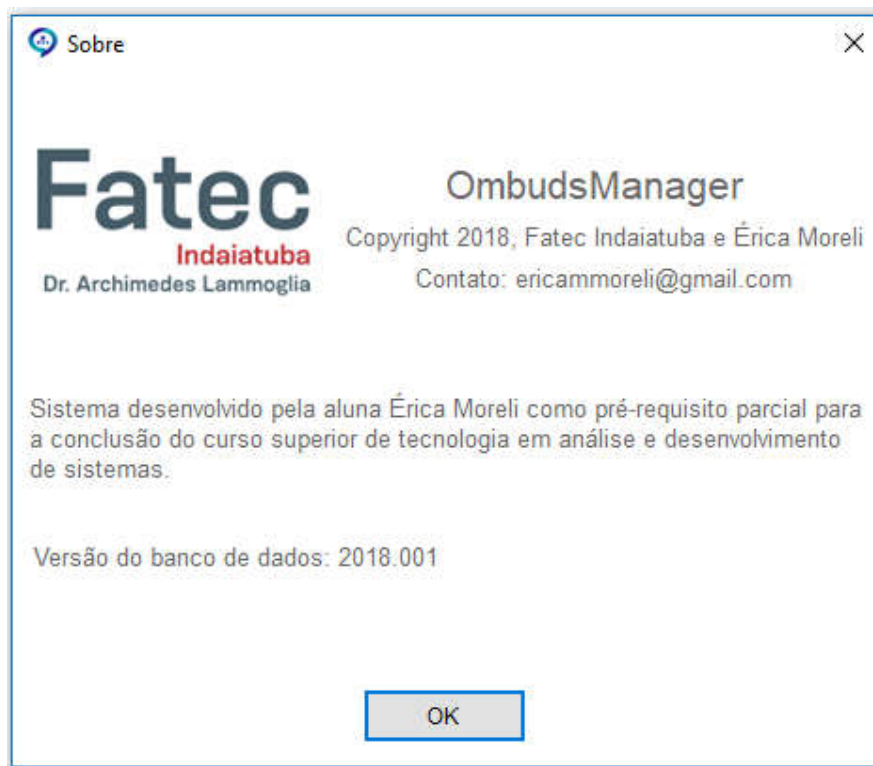 Sobre
Fatec
Indaiatuba
Dr. Archimedes Lammoglia
OmbudsManager
Copyright 2018, Fatec Indaiatuba e Érica Moreli
Contato: ericammoreli@gmail.com
Sistema desenvolvido pela aluna Érica Moreli como pré-requisito parcial para
a conclusão do curso superior de tecnologia em análise e desenvolvimento
de sistemas.
Versão do banco de dados: 2018.001
OK